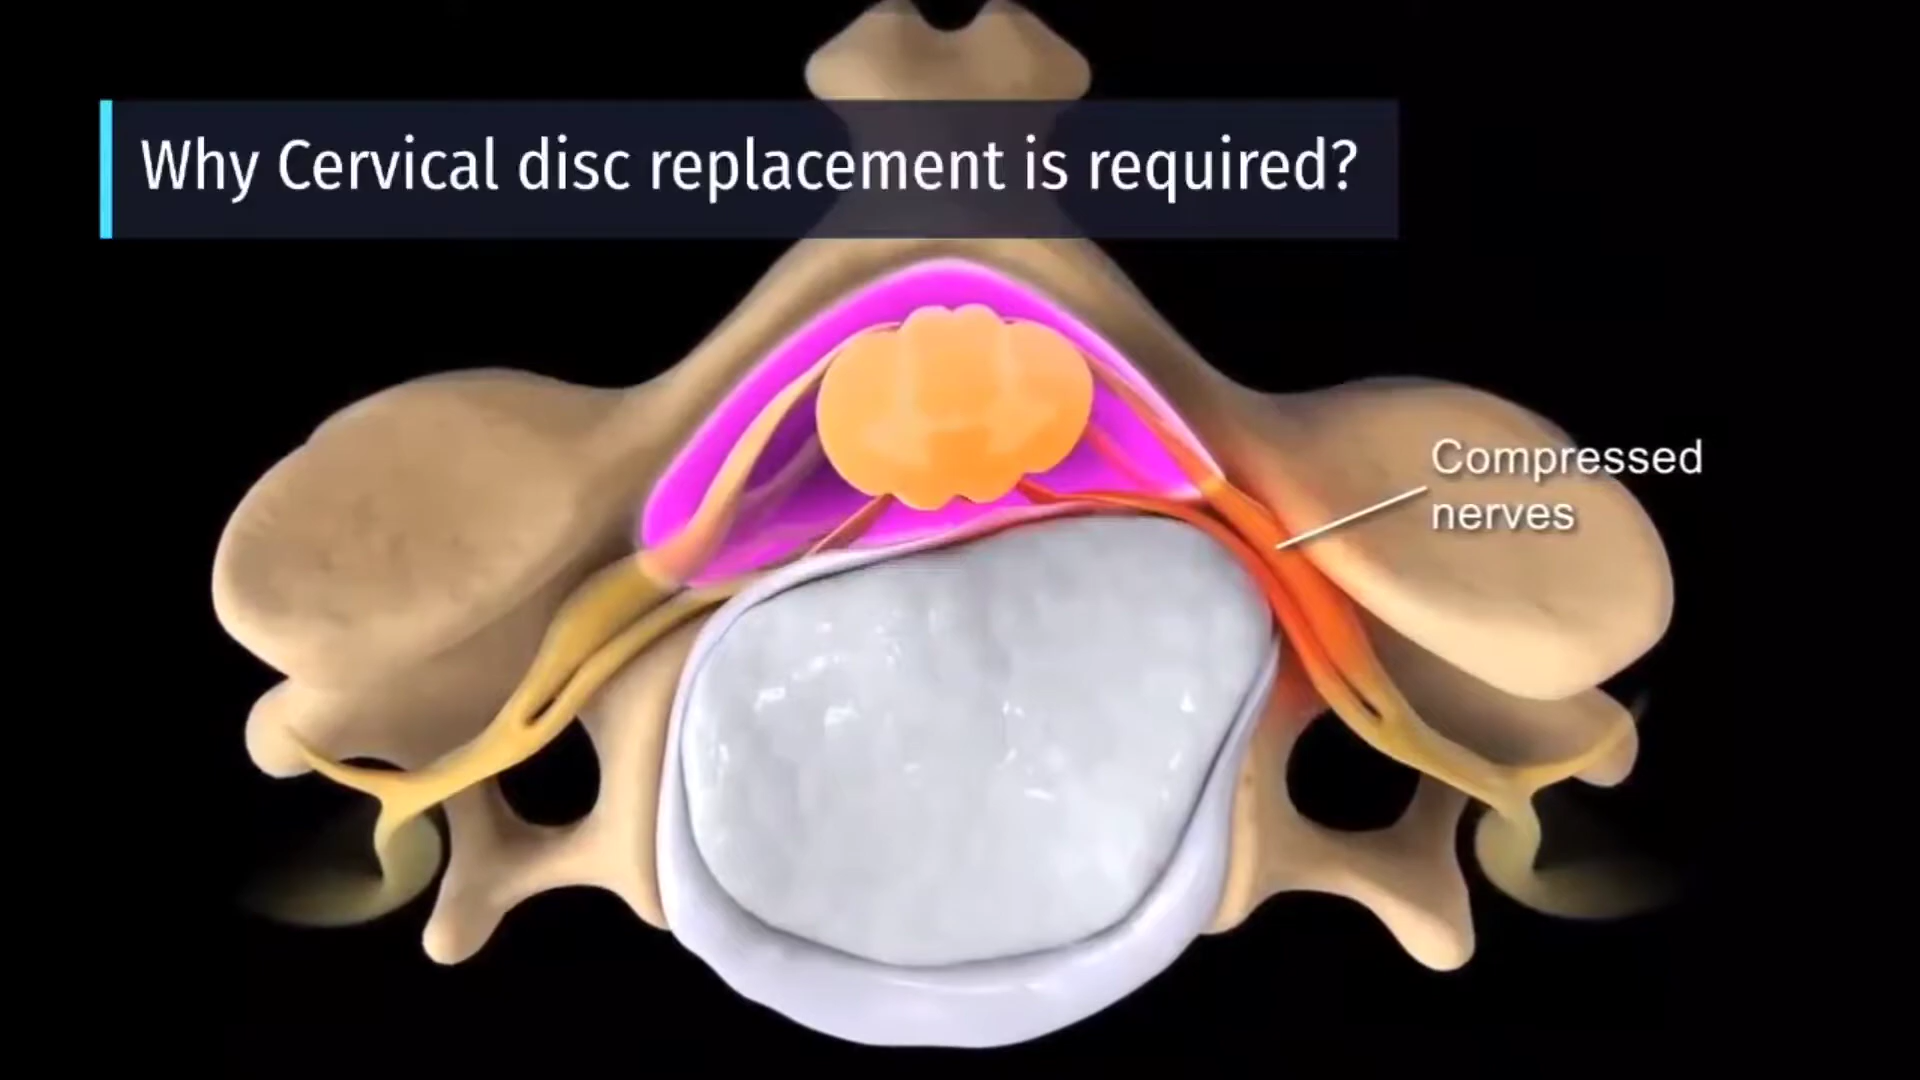 Why Cervical disc replacement is required?
Compressed
nerves